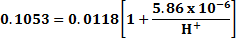 0.1053 = 0.0118 [1 + 5.86 x 10⁻⁶ / H⁺]